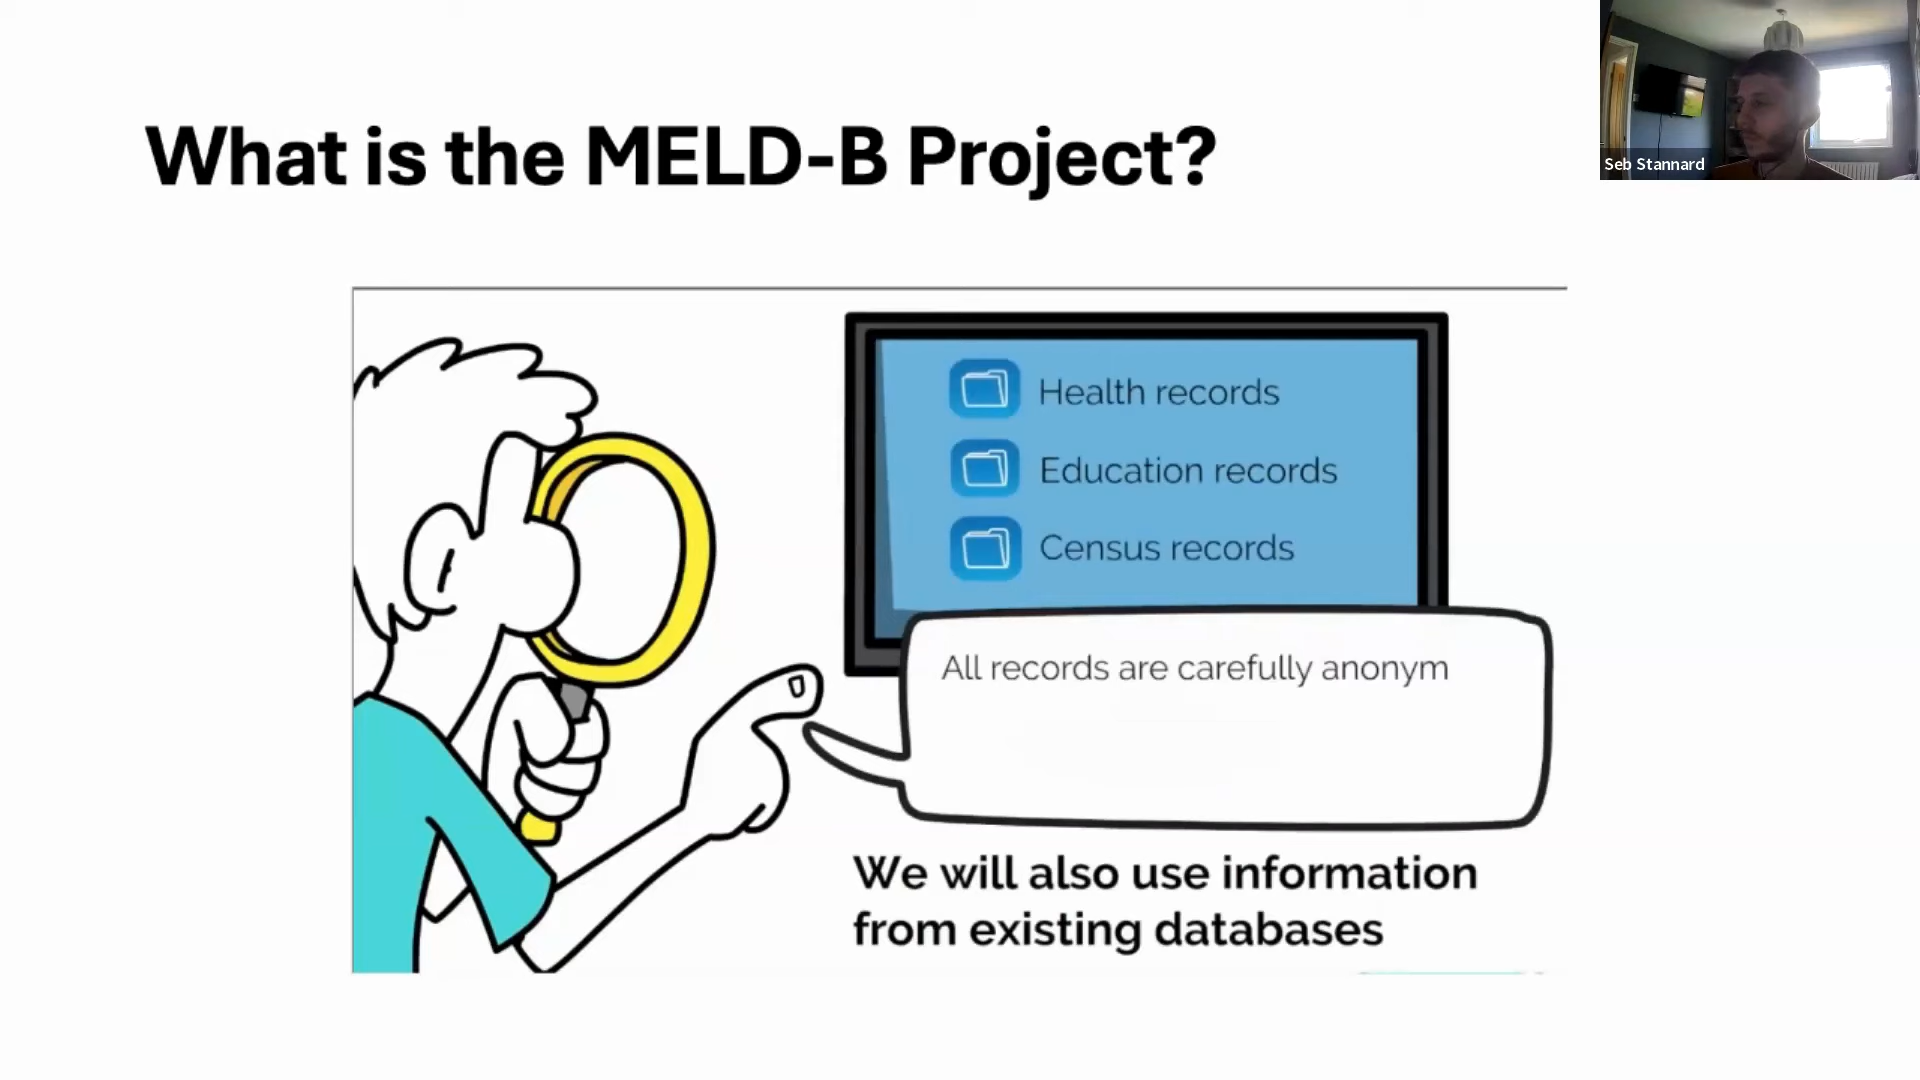 What is the MELD-B Project?
Seb Stannard
Health records
Education records
Census records
All records are carefully anonym
We will also use information
from existing databases